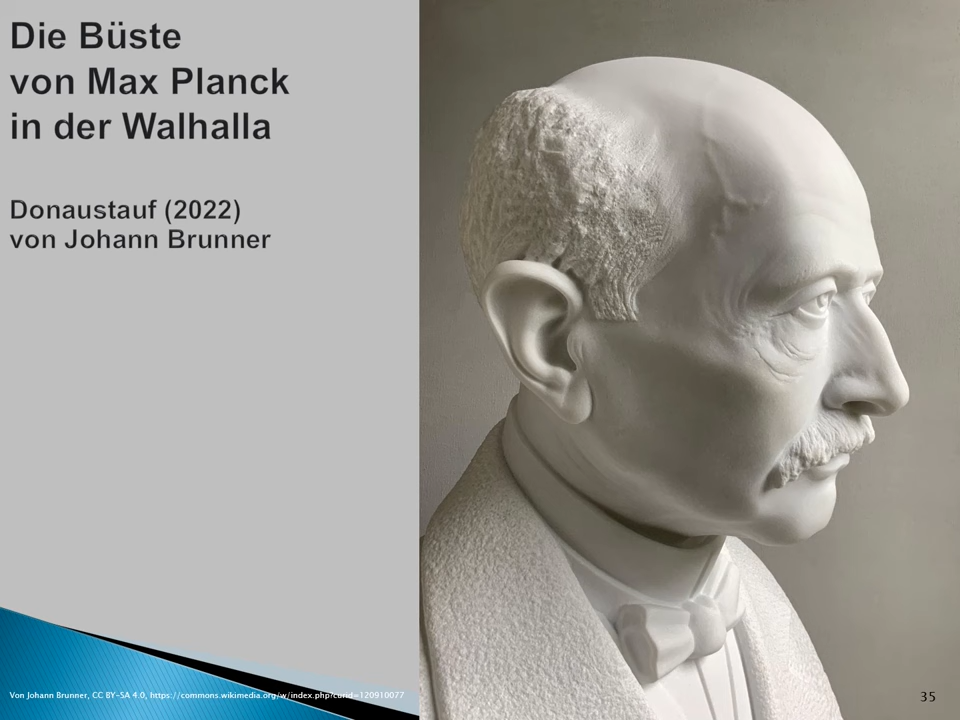 Die Büste
von Max Planck
in der Walhalla
Donaustauf (2022)
von Johann Brunner
Von Johann Brunner, CC BY-SA 4.0, https://commons.wikimedia.org/w/index.php?curid=120910077
35